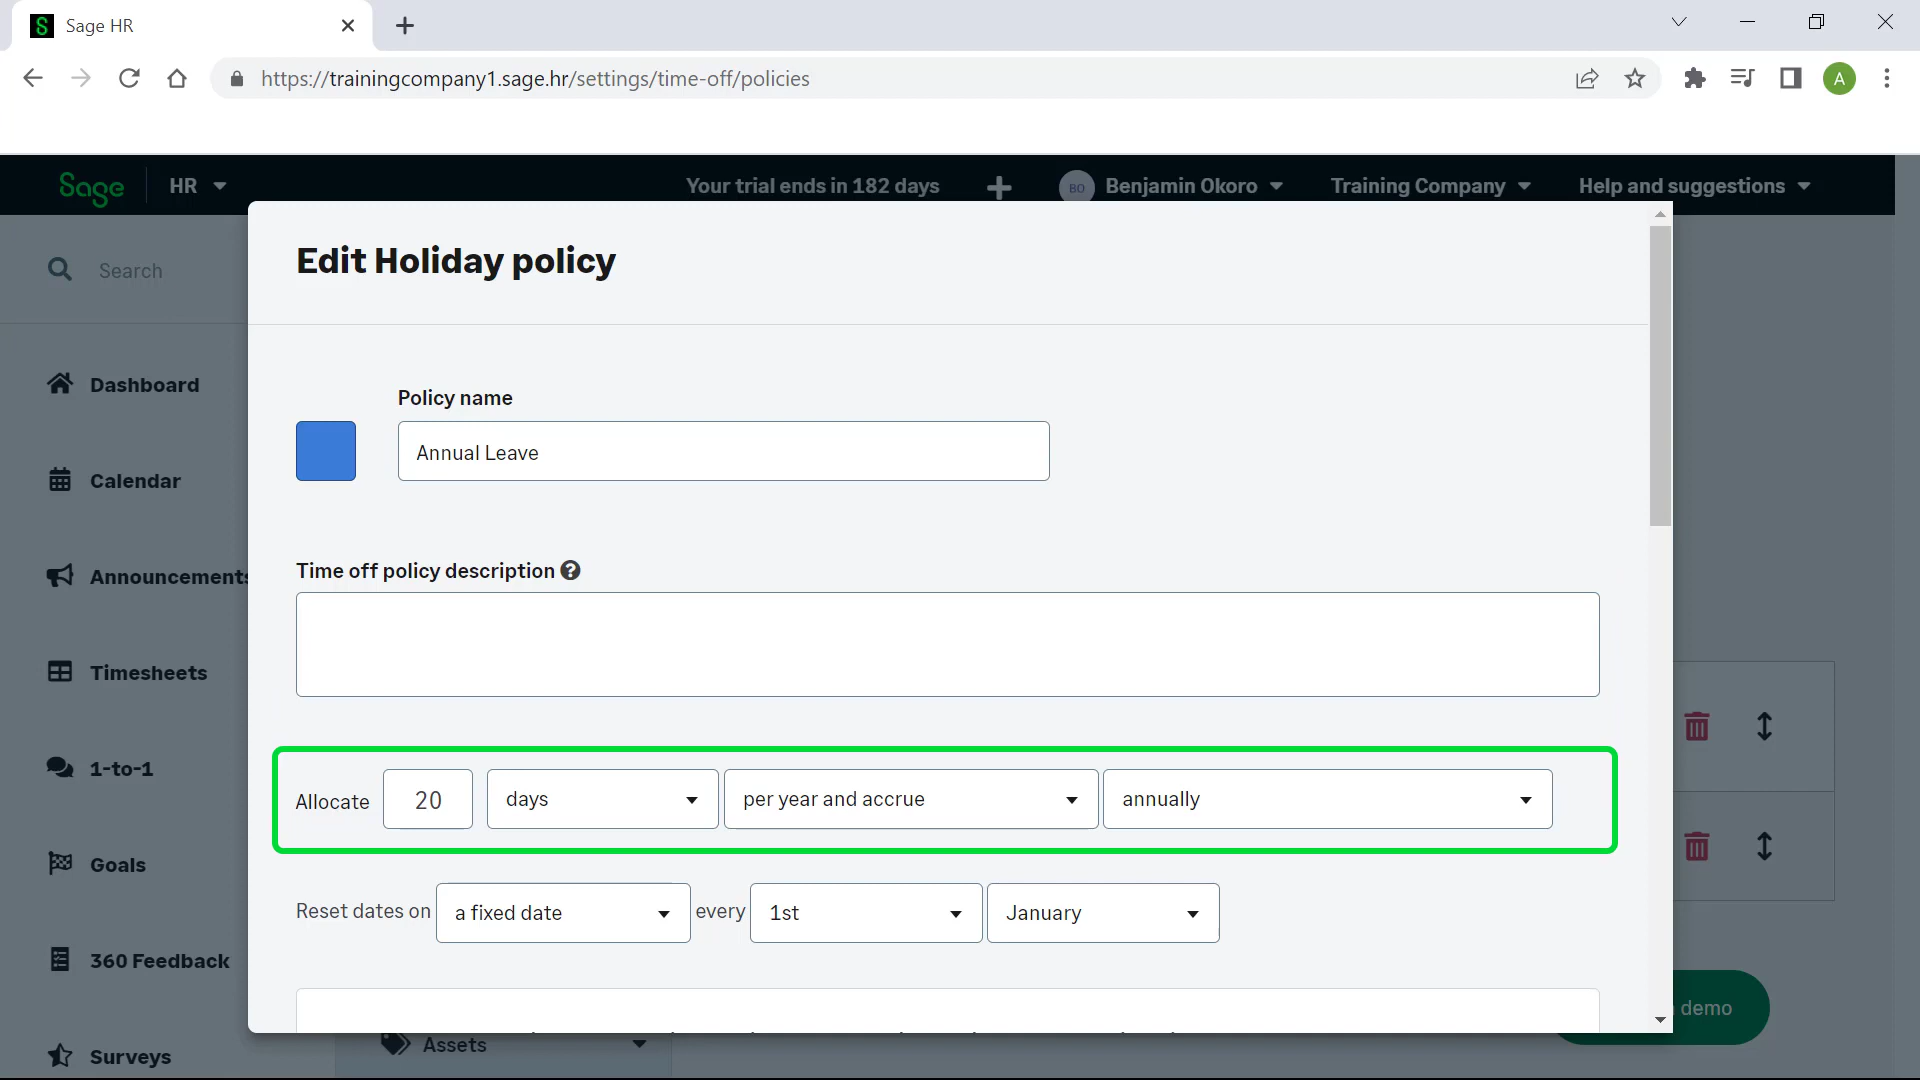 Sage HR
https://trainingcompany1.sage.hr/settings/time-off/policies
A
Sage HR Your trial ends in 182 days BO Benjamin Okoro Training Company Help and suggestions
Search
Edit Holiday policy
Dashboard
Policy name
Annual Leave
Calendar
Time off policy description
Announcements
Timesheets
1-to-1
Allocate 20 days per year and accrue annually
Goals
Reset dates on a fixed date every 1st January
360 Feedback
demo
Assets
Surveys